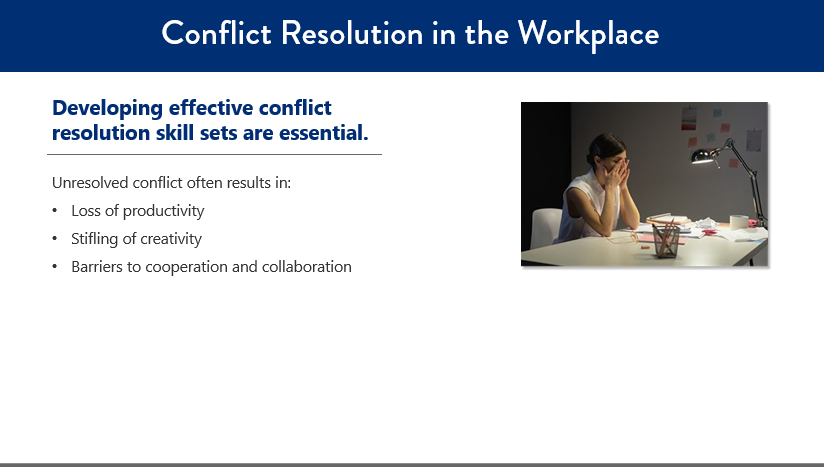 Conflict Resolution in the Workplace
Developing effective conflict
resolution skill sets are essential.
Unresolved conflict often results in:
• Loss of productivity
• Stifling of creativity
• Barriers to cooperation and collaboration